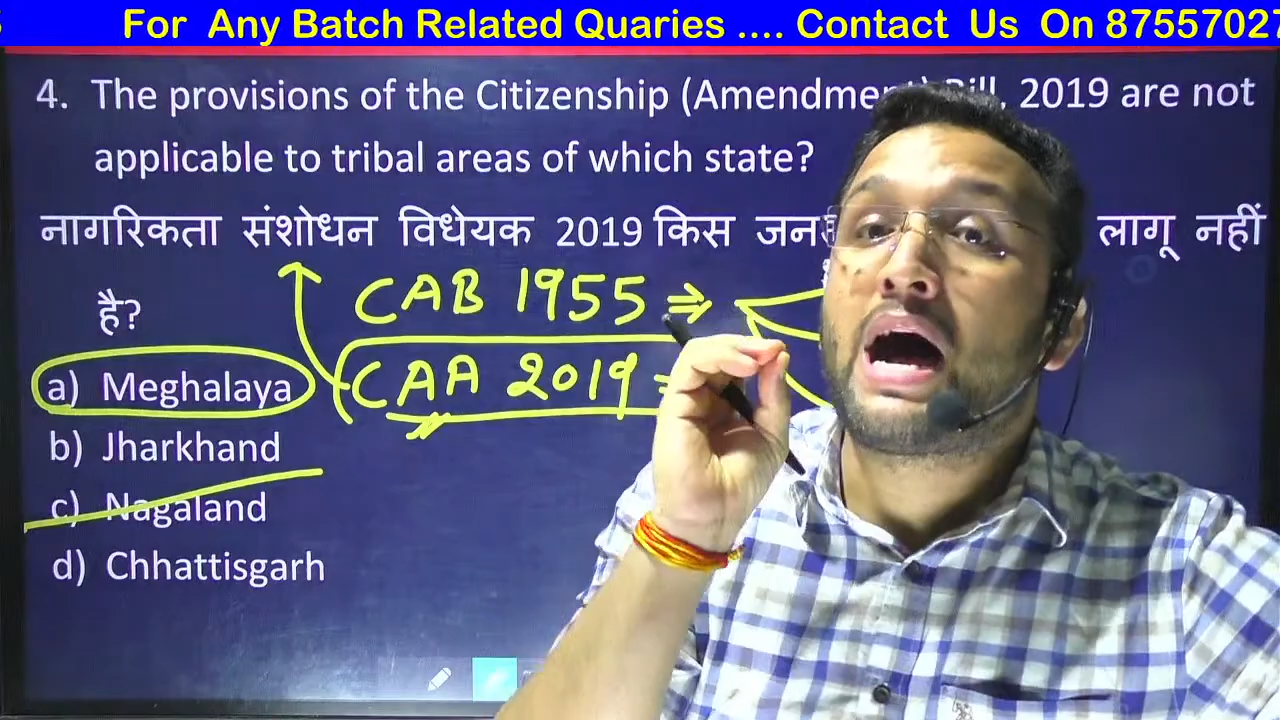 For Any Batch Related Quaries .... Contact Us On 87557027
4. The provisions of the Citizenship (Amendment) Bill, 2019 are not
applicable to tribal areas of which state?
नागरिकता संशोधन विधेयक 2019 किस लागू नहीं
है?
CAB 1955 ⇒
a) Meghalaya
CAA 2019
b) Jharkhand
c) Nagaland
d) Chhattisgarh